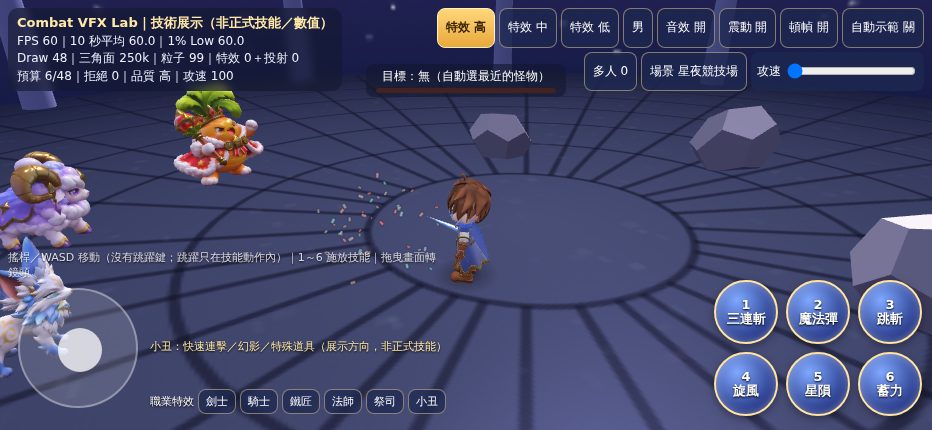 Combat VFX Lab｜技術展示（非正式技能／數值）
FPS 60｜10 秒平均 60.0｜1% Low 60.0
Draw 48｜三角面 250k｜粒子 99｜特效 0＋投射 0
預算 6/48｜拒絕 0｜品質 高｜攻速 100
特效 高
特效 中
特效 低
男
音效 開
震動 開
頓幀 開
自動示範 關
目標：無（自動選最近的怪物）
多人 0
場景 星夜競技場
攻速
搖桿／WASD 移動（沒有跳躍鍵；跳躍只在技能動作內）｜1～6 施放技能｜拖曳畫面轉
鏡頭
1
三連斬
2
魔法彈
3
跳斬
小丑：快速連擊／幻影／特殊道具（展示方向，非正式技能）
4
旋風
5
星隕
6
蓄力
職業特效
劍士
騎士
鐵匠
法師
祭司
小丑